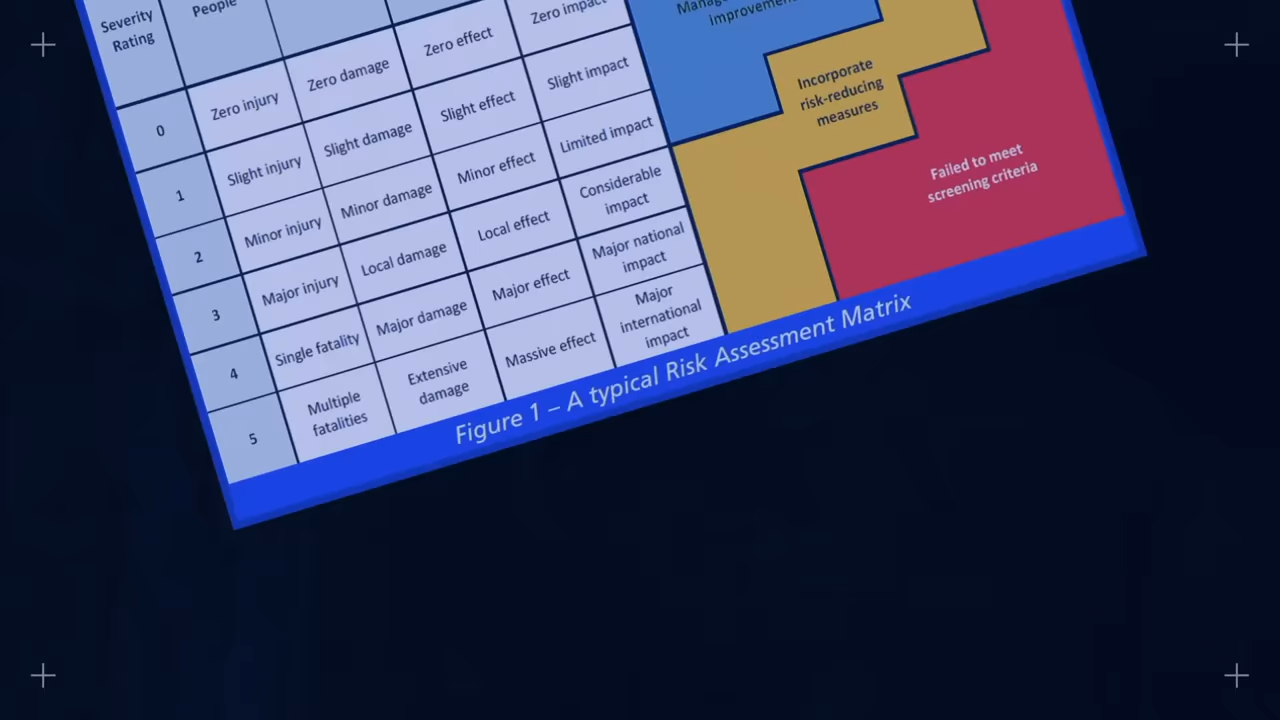 Severity
Rating
People
0
Zero injury
Zero damage
Zero effect
Zero impact
1
Slight injury
Slight damage
Slight effect
Slight impact
2
Minor injury
Minor damage
Minor effect
Limited impact
3
Major injury
Local damage
Local effect
Considerable
impact
4
Single fatality
Major damage
Major effect
Major national
impact
5
Multiple
fatalities
Extensive
damage
Massive effect
Major
international
impact
Incorporate
risk-reducing
measures
Failed to meet
screening criteria
Figure 1 – A typical Risk Assessment Matrix